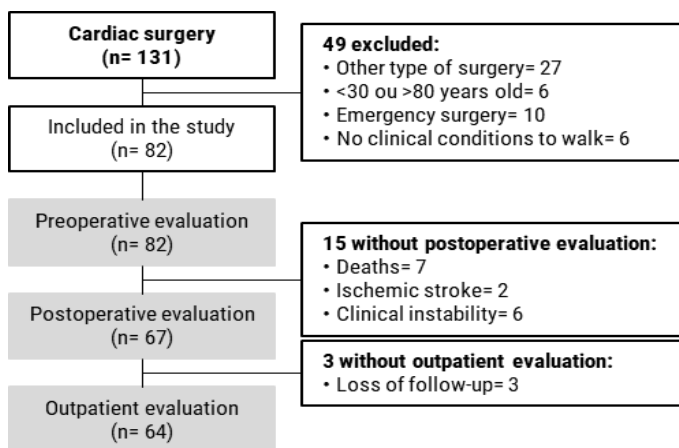 Cardiac surgery
(n= 131)
49 excluded:
• Other type of surgery= 27
• <30 ou >80 years old= 6
• Emergency surgery= 10
• No clinical conditions to walk= 6
Included in the study
(n= 82)
Preoperative evaluation
(n= 82)
15 without postoperative evaluation:
• Deaths= 7
• Ischemic stroke= 2
• Clinical instability= 6
Postoperative evaluation
(n= 67)
3 without outpatient evaluation:
• Loss of follow-up= 3
Outpatient evaluation
(n= 64)